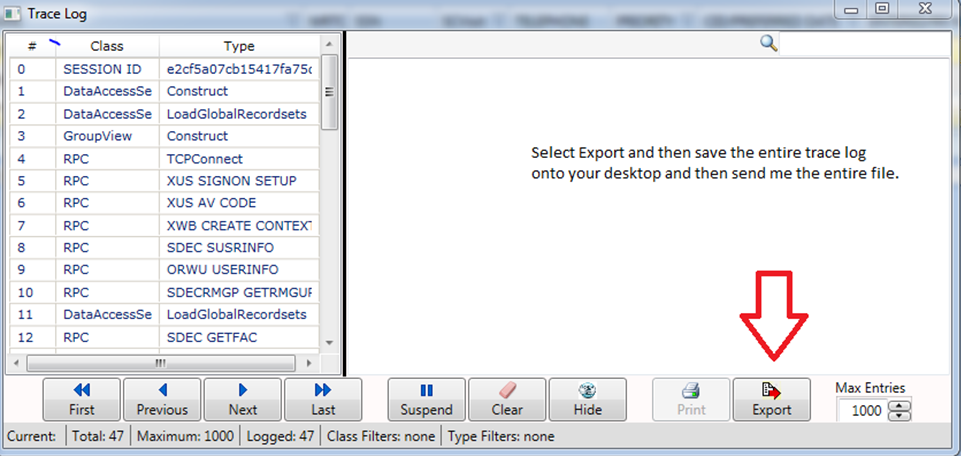 Trace Log
# Class Type
0 SESSION ID e2cf5a07cb15417fa75c
1 DataAccessSe Construct
2 DataAccessSe LoadGlobalRecordsets
3 GroupView Construct
4 RPC TCPConnect
5 RPC XUS SIGNON SETUP
6 RPC XUS AV CODE
7 RPC XWB CREATE CONTEXT
8 RPC SDEC SUSRINFO
9 RPC ORWU USERINFO
10 RPC SDECRMGP GETRMGUR
11 DataAccessSe LoadGlobalRecordsets
12 RPC SDEC GETFAC
Select Export and then save the entire trace log
onto your desktop and then send me the entire file.
First Previous Next Last Suspend Clear Hide Print Export
Max Entries
1000
Current: Total: 47 Maximum: 1000 Logged: 47 Class Filters: none Type Filters: none